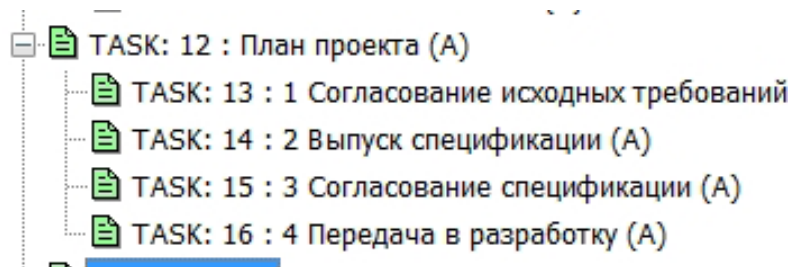 TASK: 12 : План проекта (A)
TASK: 13 : 1 Согласование исходных требований
TASK: 14 : 2 Выпуск спецификации (A)
TASK: 15 : 3 Согласование спецификации (A)
TASK: 16 : 4 Передача в разработку (A)